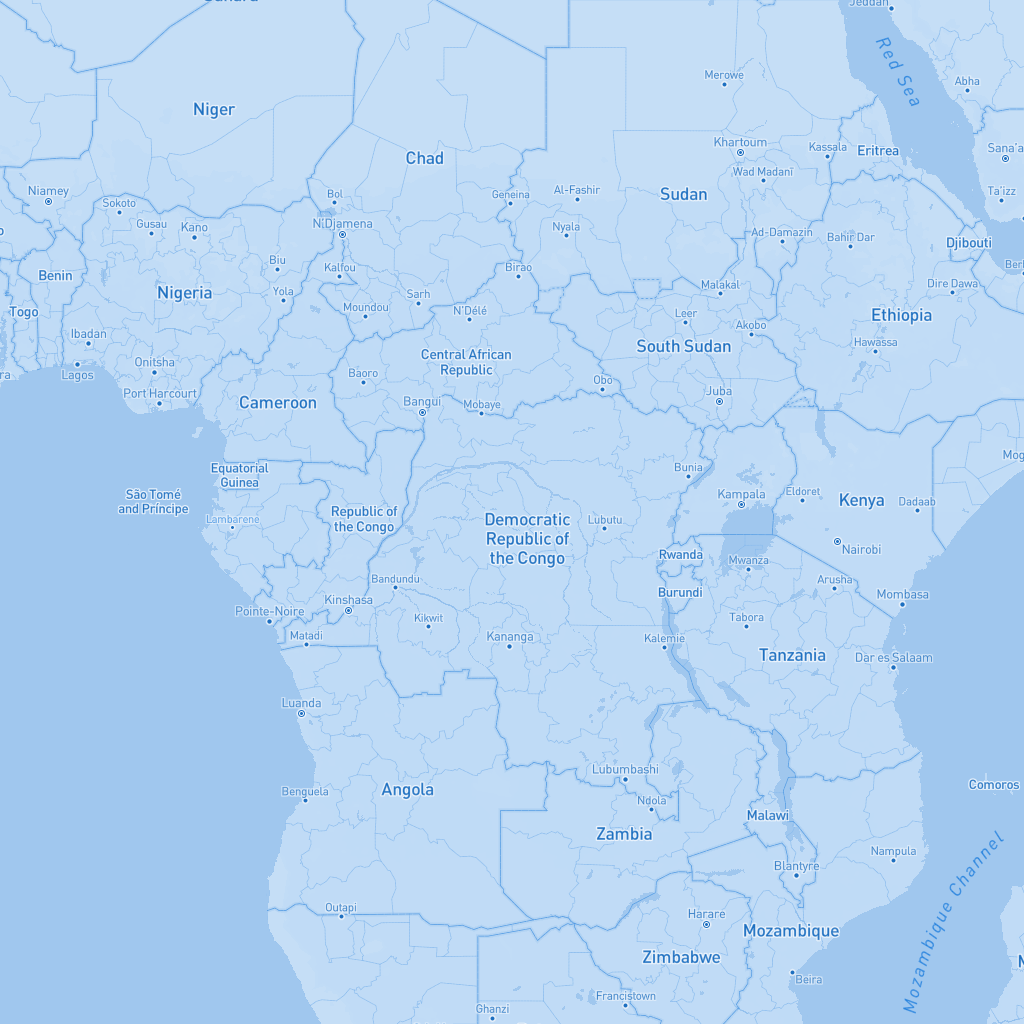 Jeddah
Red Sea
Merowe
Abha
Niger
Khartoum
Kassala
Eritrea
Sana'a
Chad
Wad Madani
Niamey
Sokoto
Bol
Geneina
Al-Fashir
Sudan
Ta'izz
Gusau
Kano
N'Djamena
Nyala
Ad-Damazin
Bahir Dar
Djibouti
Benin
Biu
Kalfou
Birao
Malakal
Dire Dawa
Nigeria
Yola
Sarh
Togo
Moundou
N'Délé
Leer
Akobo
Ethiopia
Ibadan
South Sudan
Hawassa
Onitsha
Central African
Republic
Lagos
Baoro
Obo
Port Harcourt
Cameroon
Bangui
Mobaye
Juba
Equatorial
Guinea
Bunia
São Tomé
and Príncipe
Kampala
Eldoret
Kenya
Dadaab
Lambarene
Republic of
the Congo
Democratic
Republic of
the Congo
Lubutu
Nairobi
Rwanda
Mwanza
Bandundu
Arusha
Burundi
Mombasa
Pointe-Noire
Kinshasa
Kikwit
Tabora
Matadi
Kananga
Kalemie
Tanzania
Dar es Salaam
Luanda
Lubumbashi
Comoros
Benguela
Angola
Ndola
Malawi
Zambia
Nampula
Blantyre
Mozambique Channel
Outapi
Harare
Mozambique
Zimbabwe
Beira
Francistown
Ghanzi